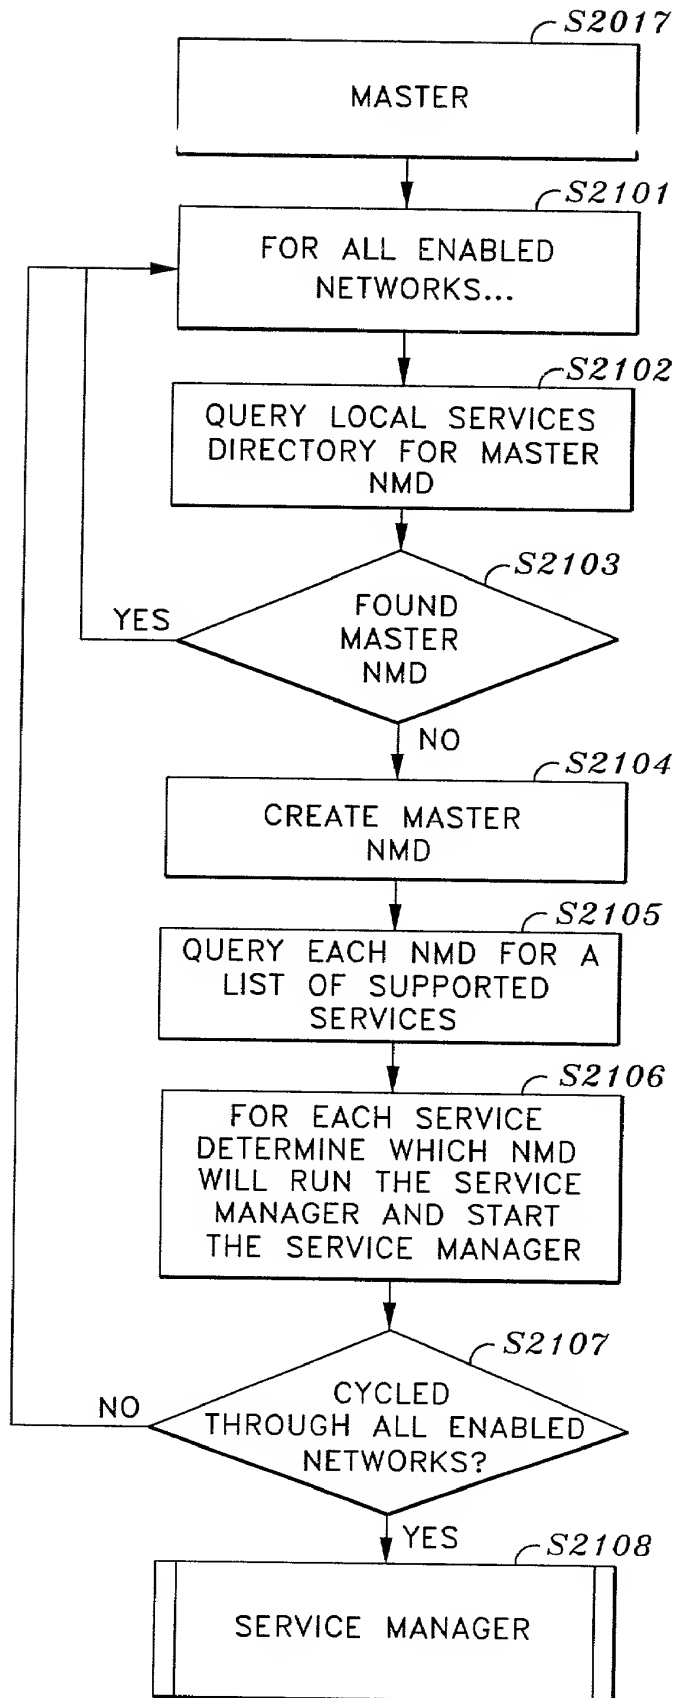 S2017
MASTER
S2101
FOR ALL ENABLED
NETWORKS...
S2102
QUERY LOCAL SERVICES
DIRECTORY FOR MASTER
NMD
S2103
FOUND
MASTER
NMD
YES
NO
S2104
CREATE MASTER
NMD
S2105
QUERY EACH NMD FOR A
LIST OF SUPPORTED
SERVICES
S2106
FOR EACH SERVICE
DETERMINE WHICH NMD
WILL RUN THE SERVICE
MANAGER AND START
THE SERVICE MANAGER
S2107
CYCLED
THROUGH ALL ENABLED
NETWORKS?
NO
YES
S2108
SERVICE MANAGER